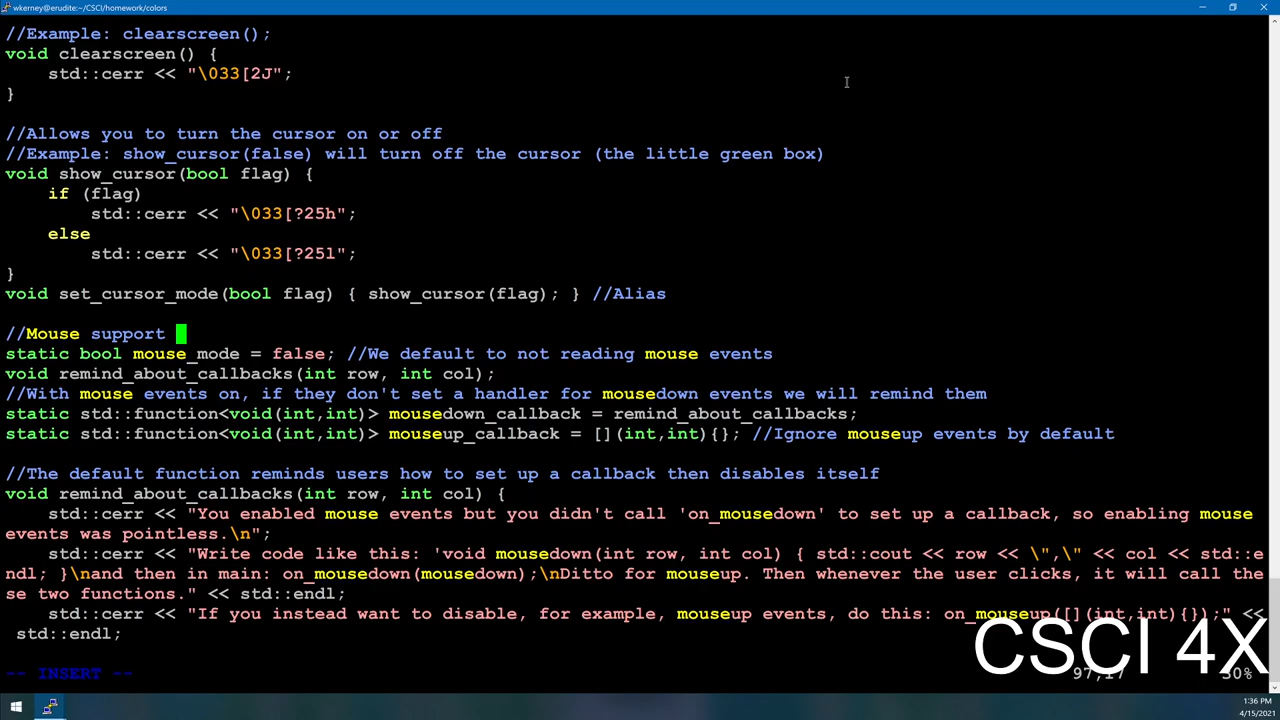 wkerney@erudite:~/CSCI/homework/colors
//Example: clearscreen();
void clearscreen() {
    std::cerr << "\033[2J";
}
//Allows you to turn the cursor on or off
//Example: show_cursor(false) will turn off the cursor (the little green box)
void show_cursor(bool flag) {
    if (flag)
        std::cerr << "\033[?25h";
    else
        std::cerr << "\033[?25l";
}
void set_cursor_mode(bool flag) { show_cursor(flag); } //Alias
//Mouse support
static bool mouse_mode = false; //We default to not reading mouse events
void remind_about_callbacks(int row, int col);
//With mouse events on, if they don't set a handler for mousedown events we will remind them
static std::function<void(int,int)> mousedown_callback = remind_about_callbacks;
static std::function<void(int,int)> mouseup_callback = [](int,int){}; //Ignore mouseup events by default
//The default function reminds users how to set up a callback then disables itself
void remind_about_callbacks(int row, int col) {
    std::cerr << "You enabled mouse events but you didn't call 'on_mousedown' to set up a callback, so enabling mouse
events was pointless.\n";
    std::cerr << "Write code like this: 'void mousedown(int row, int col) { std::cout << row << \",\" << col << std::e
ndl; }\nand then in main: on_mousedown(mousedown);\nDitto for mouseup. Then whenever the user clicks, it will call the
se two functions." << std::endl;
    std::cerr << "If you instead want to disable, for example, mouseup events, do this: on_mouseup([](int,int){});" <<
 std::endl;
CSCI 4X
-- INSERT --
97,17
30%
1:36 PM
4/15/2021